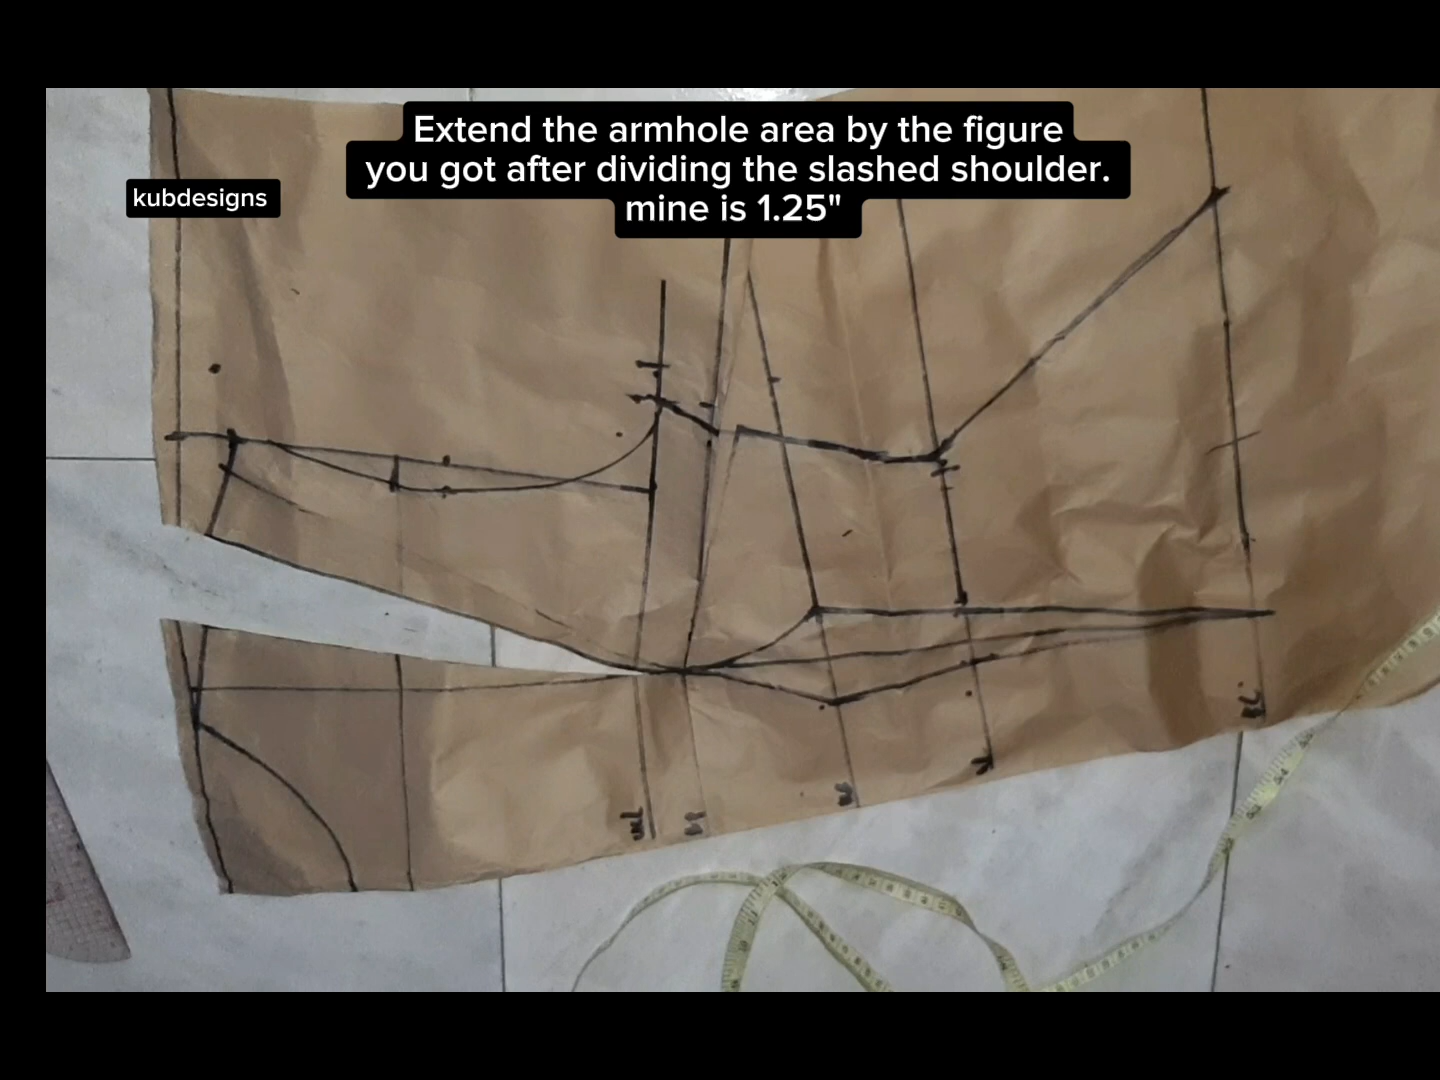 Extend the armhole area by the figure
you got after dividing the slashed shoulder.
mine is 1.25"
kubdesigns